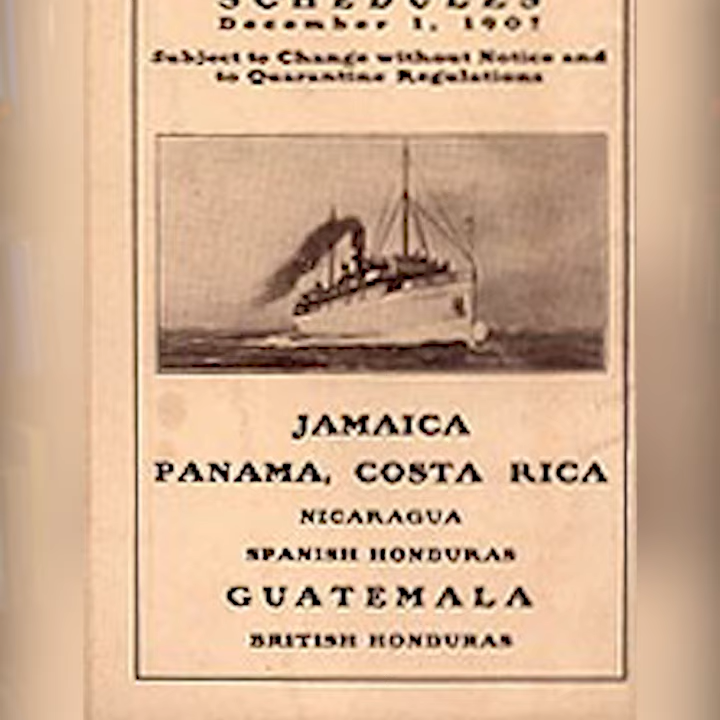 SCHEDULES
December 1, 1907
Subject to Change without Notice and
to Quarantine Regulations
JAMAICA
PANAMA, COSTA RICA
NICARAGUA
SPANISH HONDURAS
GUATEMALA
BRITISH HONDURAS